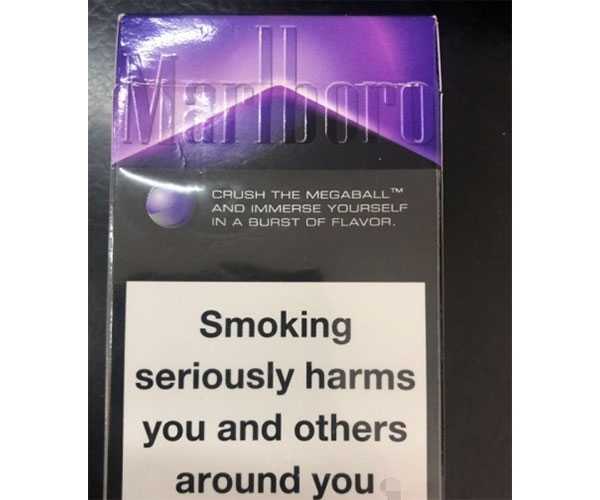 Marlboro
CRUSH THE MEGABALL™
AND IMMERSE YOURSELF
IN A BURST OF FLAVOR.
Smoking
seriously harms
you and others
around you